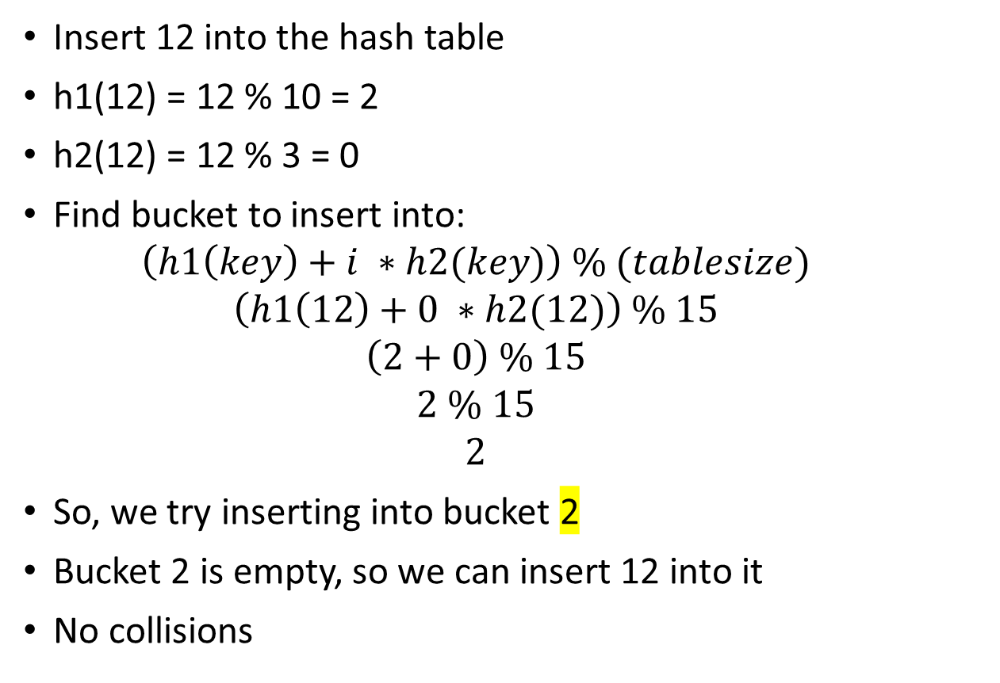 • Insert 12 into the hash table
• h1(12) = 12 % 10 = 2
• h2(12) = 12 % 3 = 0
• Find bucket to insert into:
(h1(key) + i ∗ h2(key)) % (tablesize)
(h1(12) + 0 ∗ h2(12)) % 15
(2 + 0) % 15
2 % 15
2
• So, we try inserting into bucket 2
• Bucket 2 is empty, so we can insert 12 into it
• No collisions